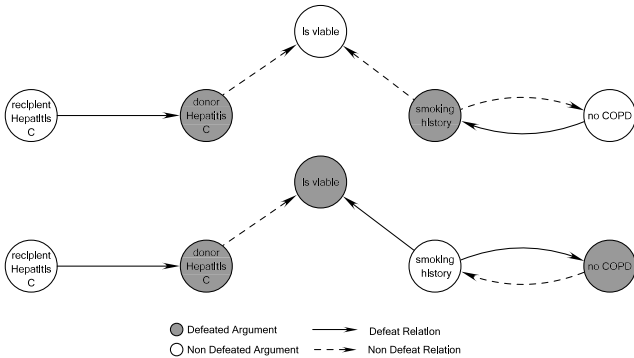 Is viable
recipient
Hepatitis
C
donor
Hepatitis
C
smoking
history
no COPD
Is viable
recipient
Hepatitis
C
donor
Hepatitis
C
smoking
history
no COPD
Defeated Argument
Defeat Relation
Non Defeated Argument
Non Defeat Relation